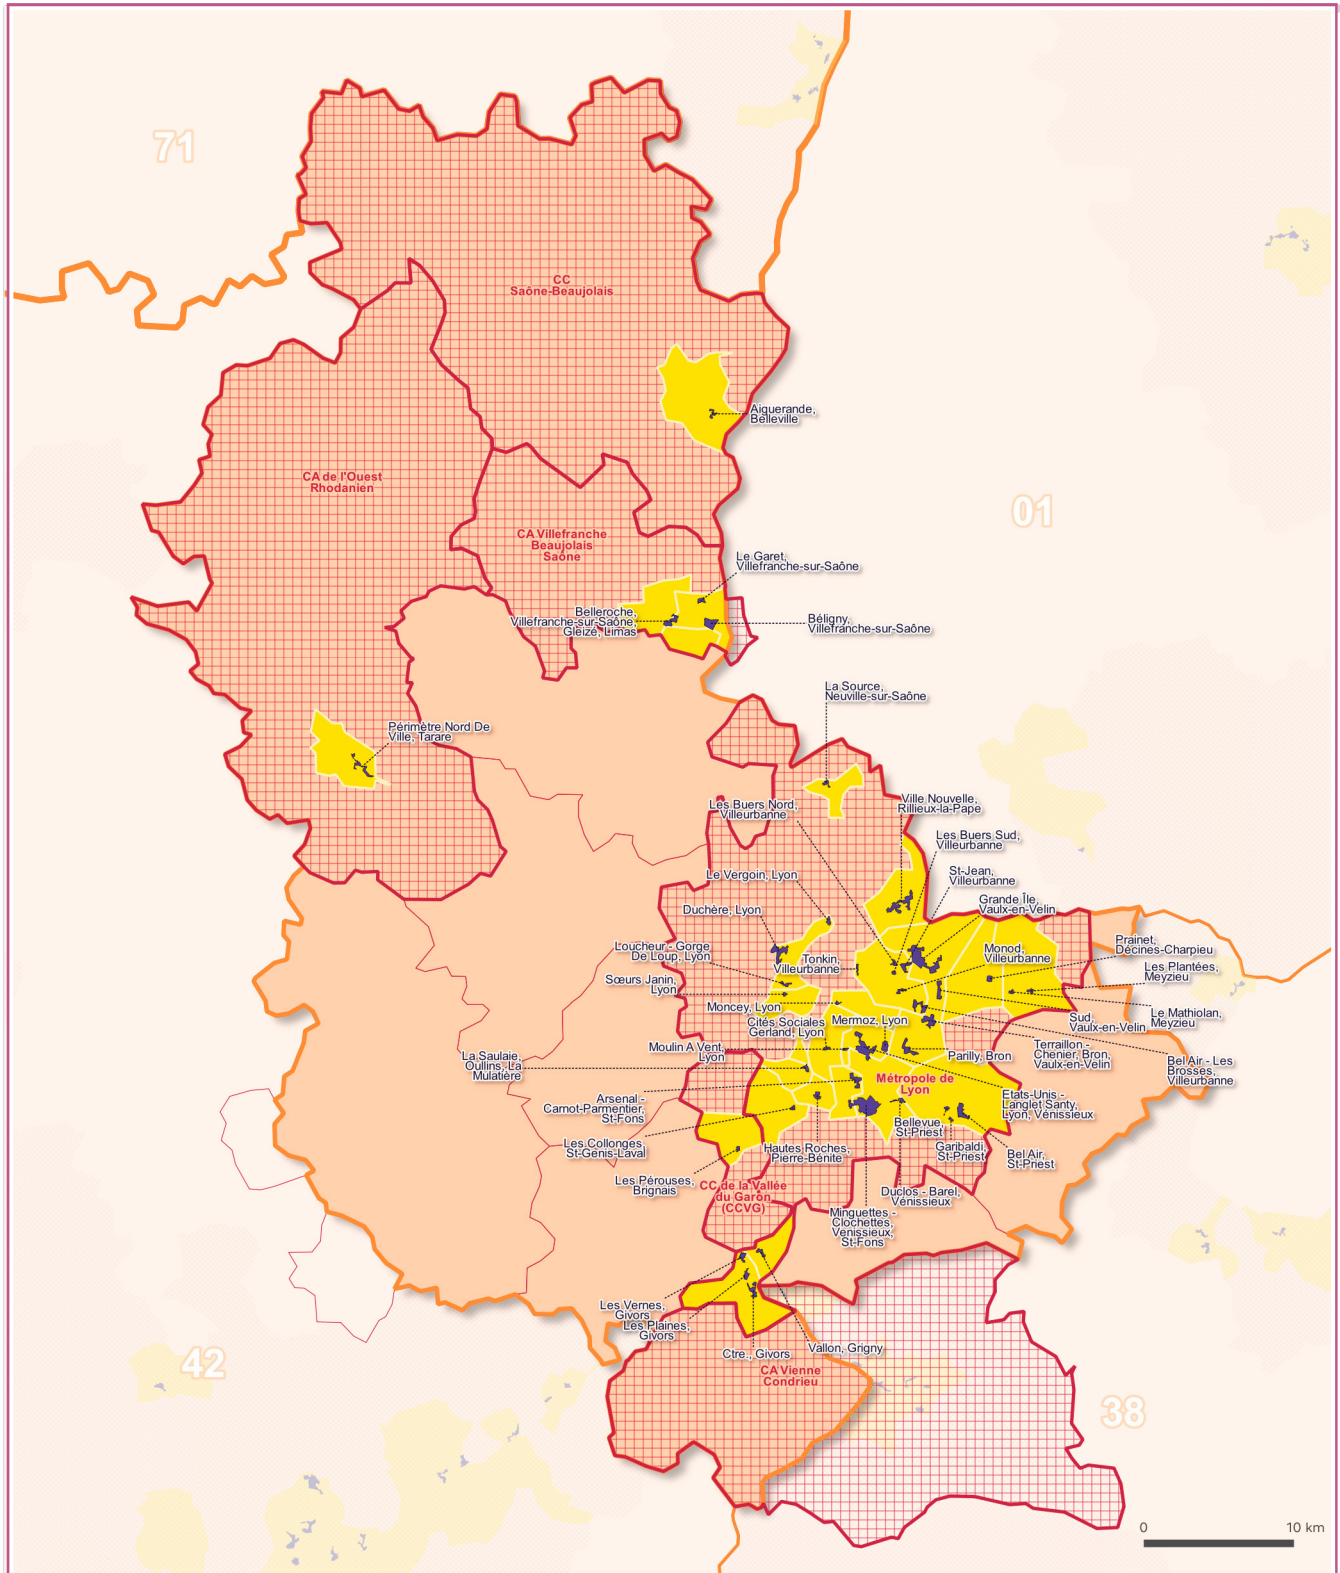 71
CC
Saône-Beaujolais
Aiguerande,
Belleville
CA de l'Ouest
Rhodanien
01
CA Villefranche
Beaujolais
Saône
Le Garet,
Villefranche-sur-Saône
Belleroche,
Villefranche-sur-Saône,
Gleizé, Limas
Béligny,
Villefranche-sur-Saône
La Source,
Neuville-sur-Saône
Périmètre Nord De
Ville, Tarare
Les Buers Nord,
Villeurbanne
Ville Nouvelle,
Rillieux-la-Pape
Les Buers Sud,
Villeurbanne
Le Vergoin, Lyon
St-Jean,
Villeurbanne
Grande Île,
Vaulx-en-Velin
Duchère, Lyon
Loucheur - Gorge
De Loup, Lyon
Tonkin,
Villeurbanne
Monod,
Villeurbanne
Prainet,
Décines-Charpieu
Les Plantées,
Meyzieu
Sœurs Janin,
Lyon
Moncey, Lyon
Le Mathiolan,
Meyzieu
Sud,
Vaulx-en-Velin
Cités Sociales
Gerland, Lyon
Mermoz, Lyon
Moulin A Vent,
Lyon
Parilly, Bron
Terraillon -
Chenier, Bron,
Vaulx-en-Velin
Bel Air - Les
Brosses,
Villeurbanne
La Saulaie,
Oullins, La
Mulatière
Métropole de
Lyon
Arsenal -
Carnot-Parmentier,
St-Fons
Etats-Unis -
Langlet Santy,
Lyon, Vénissieux
Bellevue,
St-Priest
Les Collonges,
St-Genis-Laval
Hautes Roches,
Pierre-Bénite
Garibaldi,
St-Priest
Bel Air,
St-Priest
Les Pérouses,
Brignais
CC de la Vallée
du Garon
(CCVG)
Duclos - Barel,
Vénissieux
Minguettes -
Clochettes,
Vénissieux,
St-Fons
Les Vernes,
Givors
Les Plaines,
Givors
Ctre., Givors
Vallon, Grigny
42
CA Vienne
Condrieu
38
0
10 km